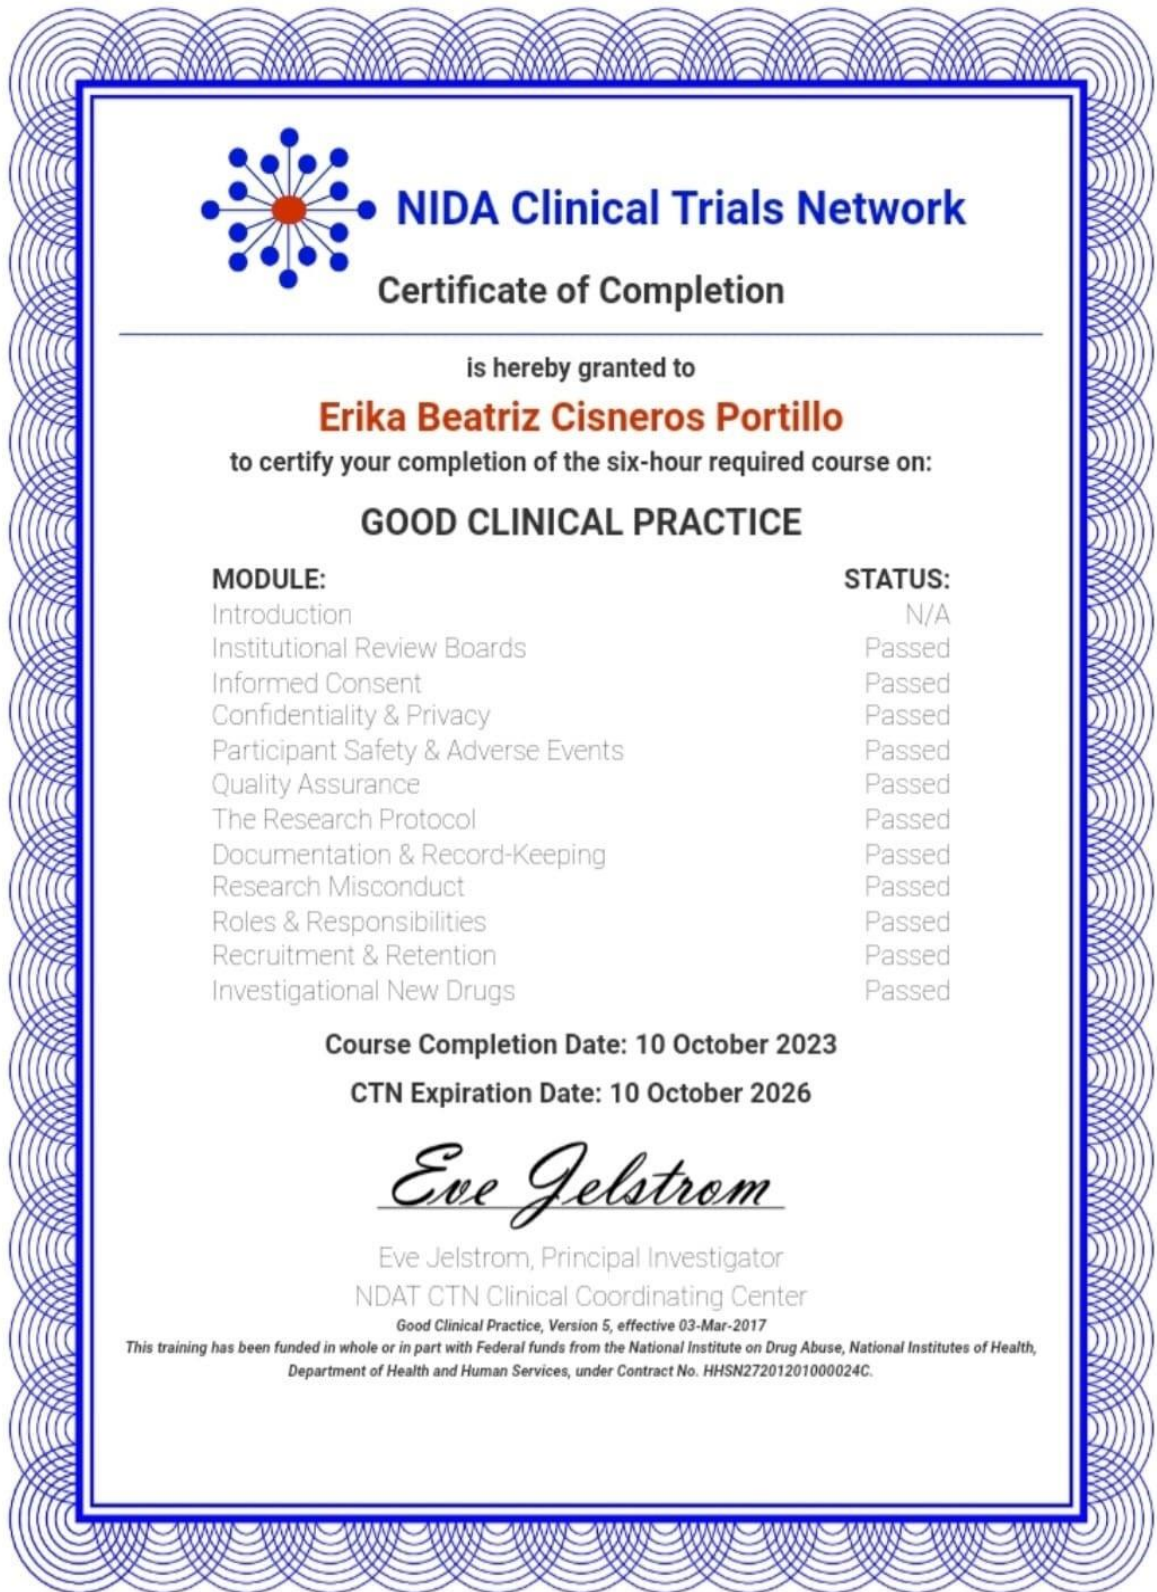 NIDA Clinical Trials Network
Certificate of Completion
is hereby granted to
Erika Beatriz Cisneros Portillo
to certify your completion of the six-hour required course on:
GOOD CLINICAL PRACTICE
MODULE: STATUS:
Introduction N/A
Institutional Review Boards Passed
Informed Consent Passed
Confidentiality & Privacy Passed
Participant Safety & Adverse Events Passed
Quality Assurance Passed
The Research Protocol Passed
Documentation & Record-Keeping Passed
Research Misconduct Passed
Roles & Responsibilities Passed
Recruitment & Retention Passed
Investigational New Drugs Passed
Course Completion Date: 10 October 2023
CTN Expiration Date: 10 October 2026
Eve Jelstrom
Eve Jelstrom, Principal Investigator
NDAT CTN Clinical Coordinating Center
Good Clinical Practice, Version 5, effective 03-Mar-2017
This training has been funded in whole or in part with Federal funds from the National Institute on Drug Abuse, National Institutes of Health,
Department of Health and Human Services, under Contract No. HHSN27201201000024C.